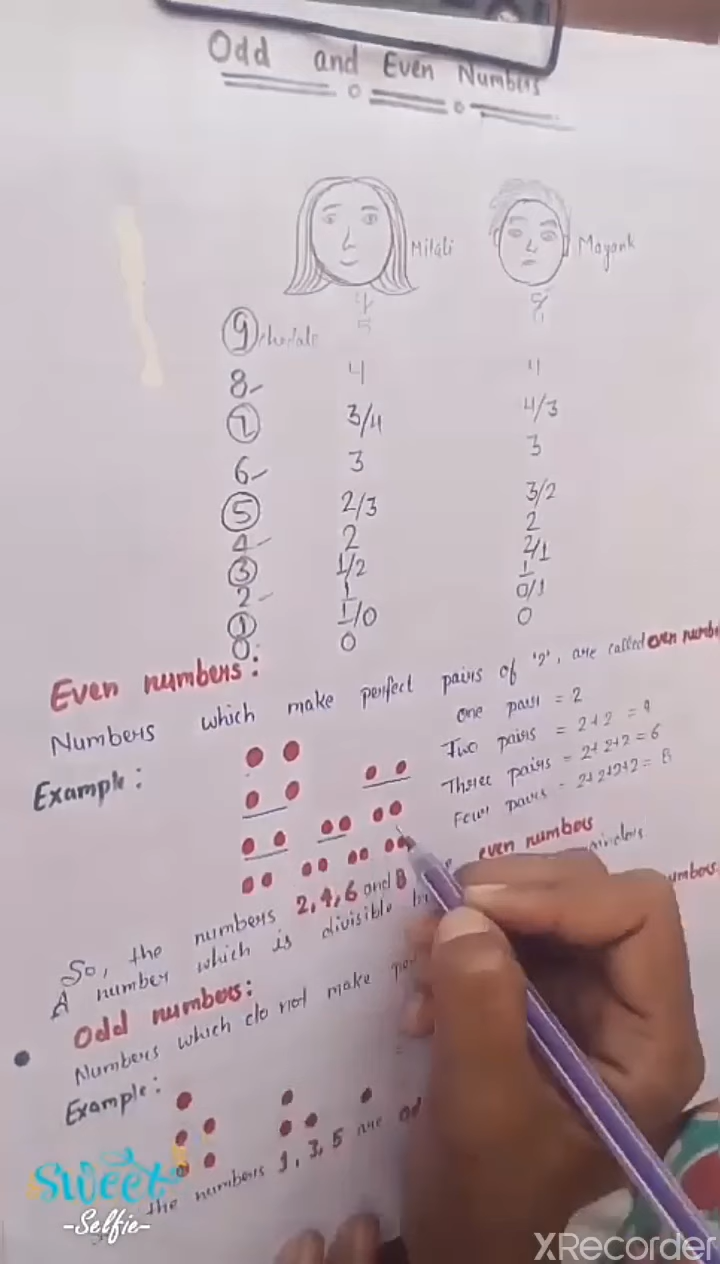 Odd and Even Numbers
Mitali Mayank
9
8 4 4
7 3/4 4/3
6 3 3
5 2/3 3/2
4 2 2
3 1/2 2/1
2 1 1
1 1/0 0/1
0 0 0
Even numbers:
Numbers which make perfect pairs of '2', are called even numbe
Example:
one pair = 2
Two pairs = 2+2 = 4
Three pairs = 2+2+2 = 6
Four pairs = 2+2+2+2 = 8
So, the numbers 2, 4, 6 and 8 even numbers
A number which is divisible
umbers.
Odd numbers:
Numbers which do not make
Example:
the numbers 1, 3, 5 are
Sweet
-Selfie-
XRecorder